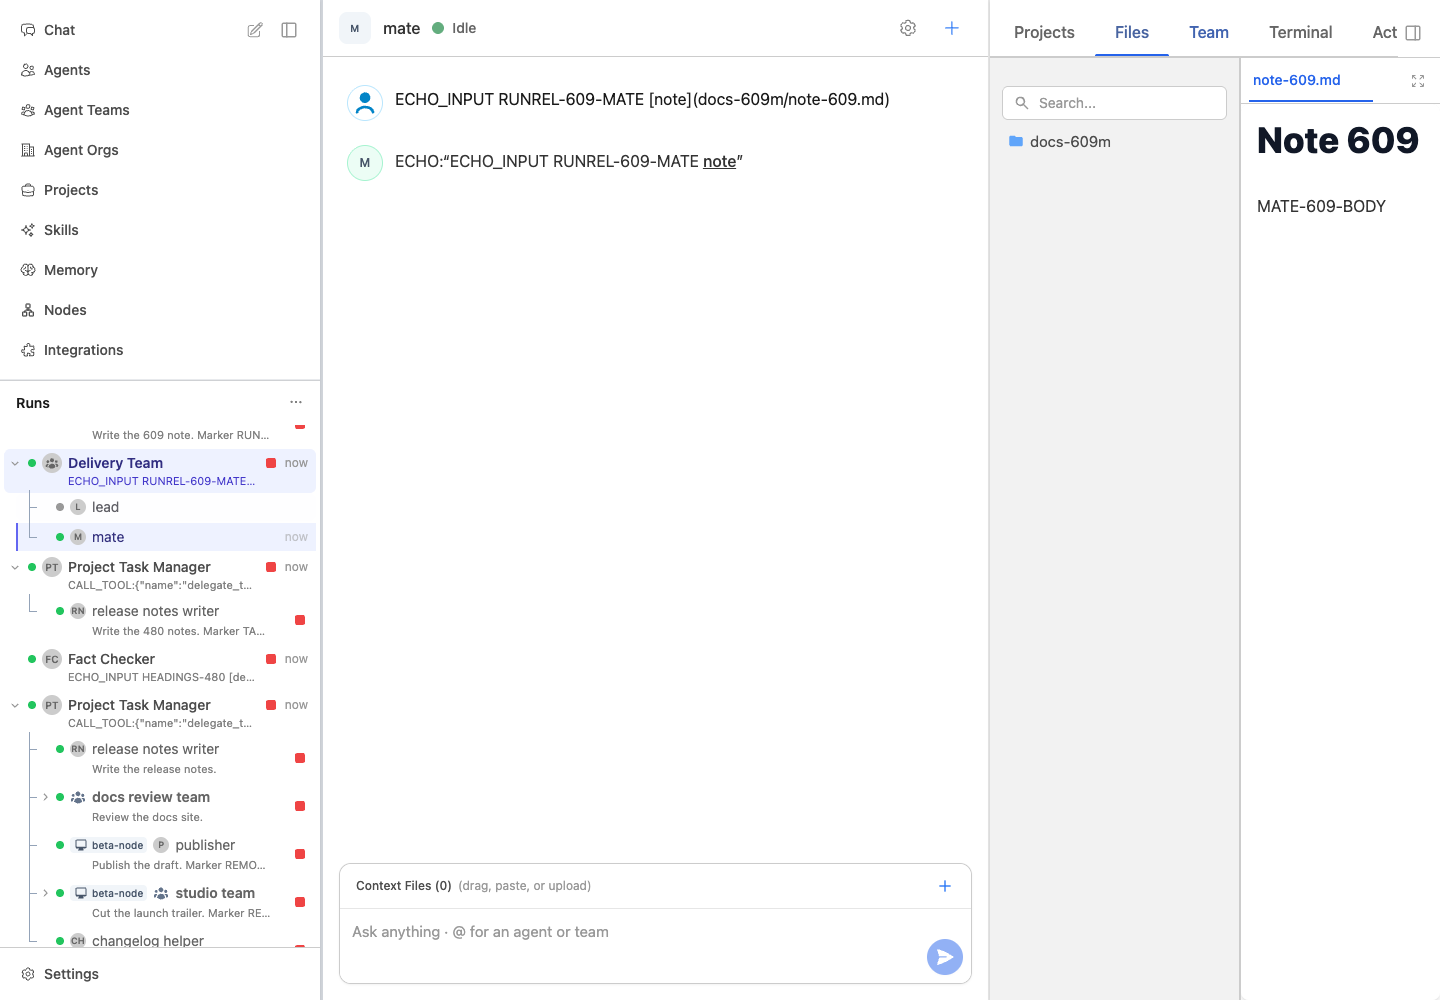 Chat
Agents
Agent Teams
Agent Orgs
Projects
Skills
Memory
Nodes
Integrations
Runs
Write the 609 note. Marker RUN...
Delivery Team now
ECHO_INPUT RUNREL-609-MATE...
L lead
M mate now
PT Project Task Manager now
CALL_TOOL:{"name":"delegate_t...
RN release notes writer
Write the 480 notes. Marker TA...
FC Fact Checker now
ECHO_INPUT HEADINGS-480 [de...
PT Project Task Manager now
CALL_TOOL:{"name":"delegate_t...
RN release notes writer
Write the release notes.
docs review team
Review the docs site.
beta-node P publisher
Publish the draft. Marker REMO...
beta-node studio team
Cut the launch trailer. Marker RE...
CH changelog helper
Settings
M mate Idle
ECHO_INPUT RUNREL-609-MATE [note](docs-609m/note-609.md)
M ECHO:“ECHO_INPUT RUNREL-609-MATE note”
Context Files (0) (drag, paste, or upload)
Ask anything · @ for an agent or team
Projects Files Team Terminal Act
Search...
docs-609m
note-609.md
Note 609
MATE-609-BODY